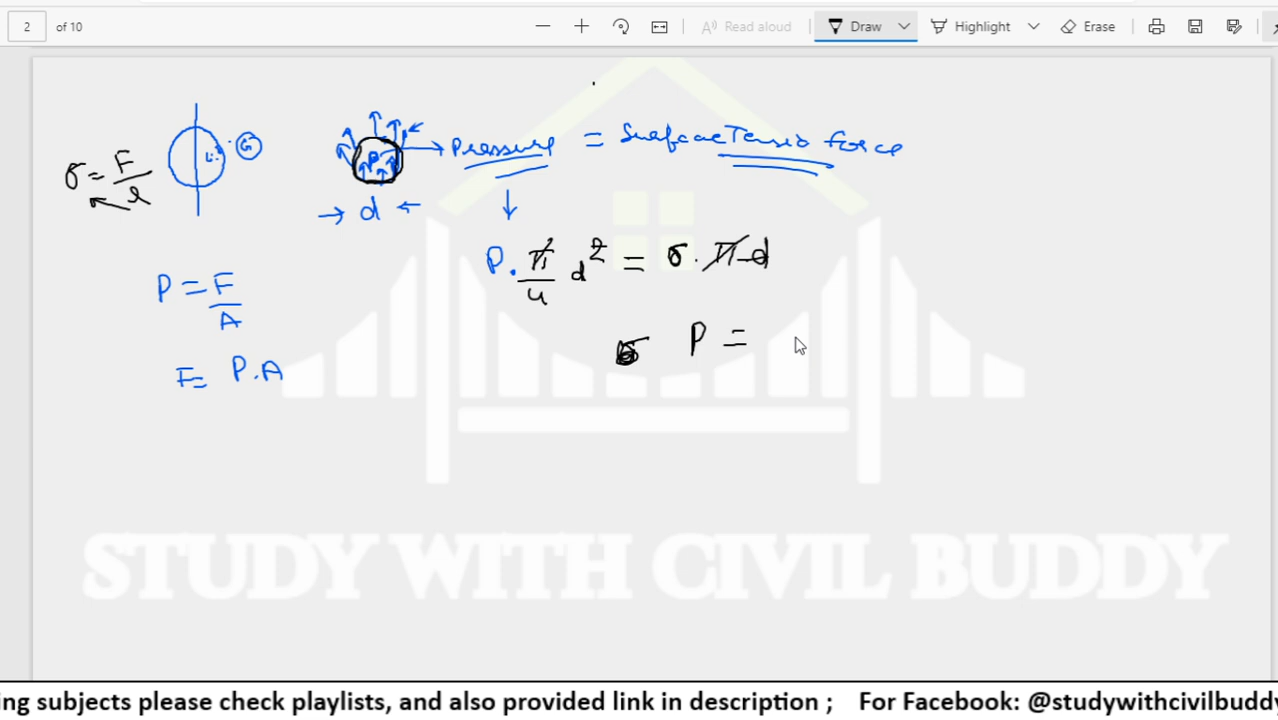 2 of 10 Read aloud Draw Highlight Erase
σ = F/l L G P Pressure = Surface Tension force
d
P. π/4 d² = σ. π d
P = F/A
P =
F = P.A
STUDY WITH CIVIL BUDDY
ing subjects please check playlists, and also provided link in description ; For Facebook: @studywithcivilbuddy